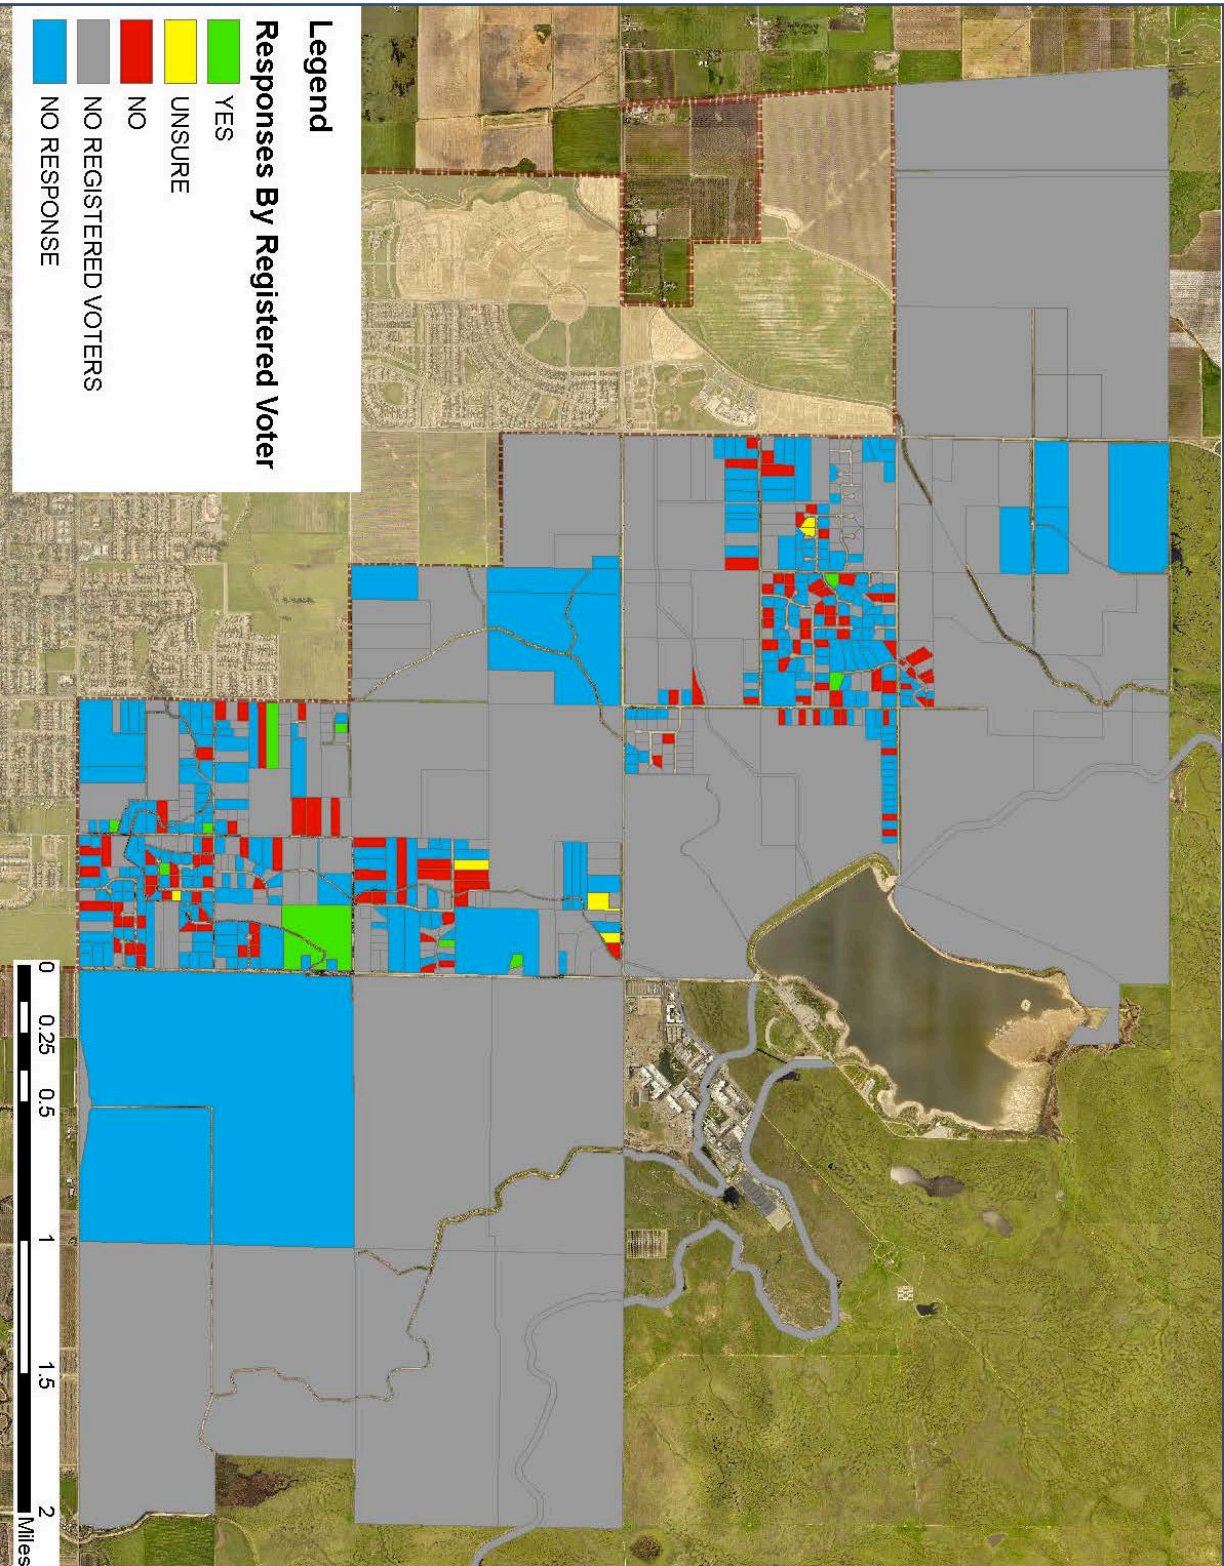 Legend
Responses By Registered Voter
YES
UNSURE
NO
NO REGISTERED VOTERS
NO RESPONSE
0 0.25 0.5 1 1.5 2
Miles